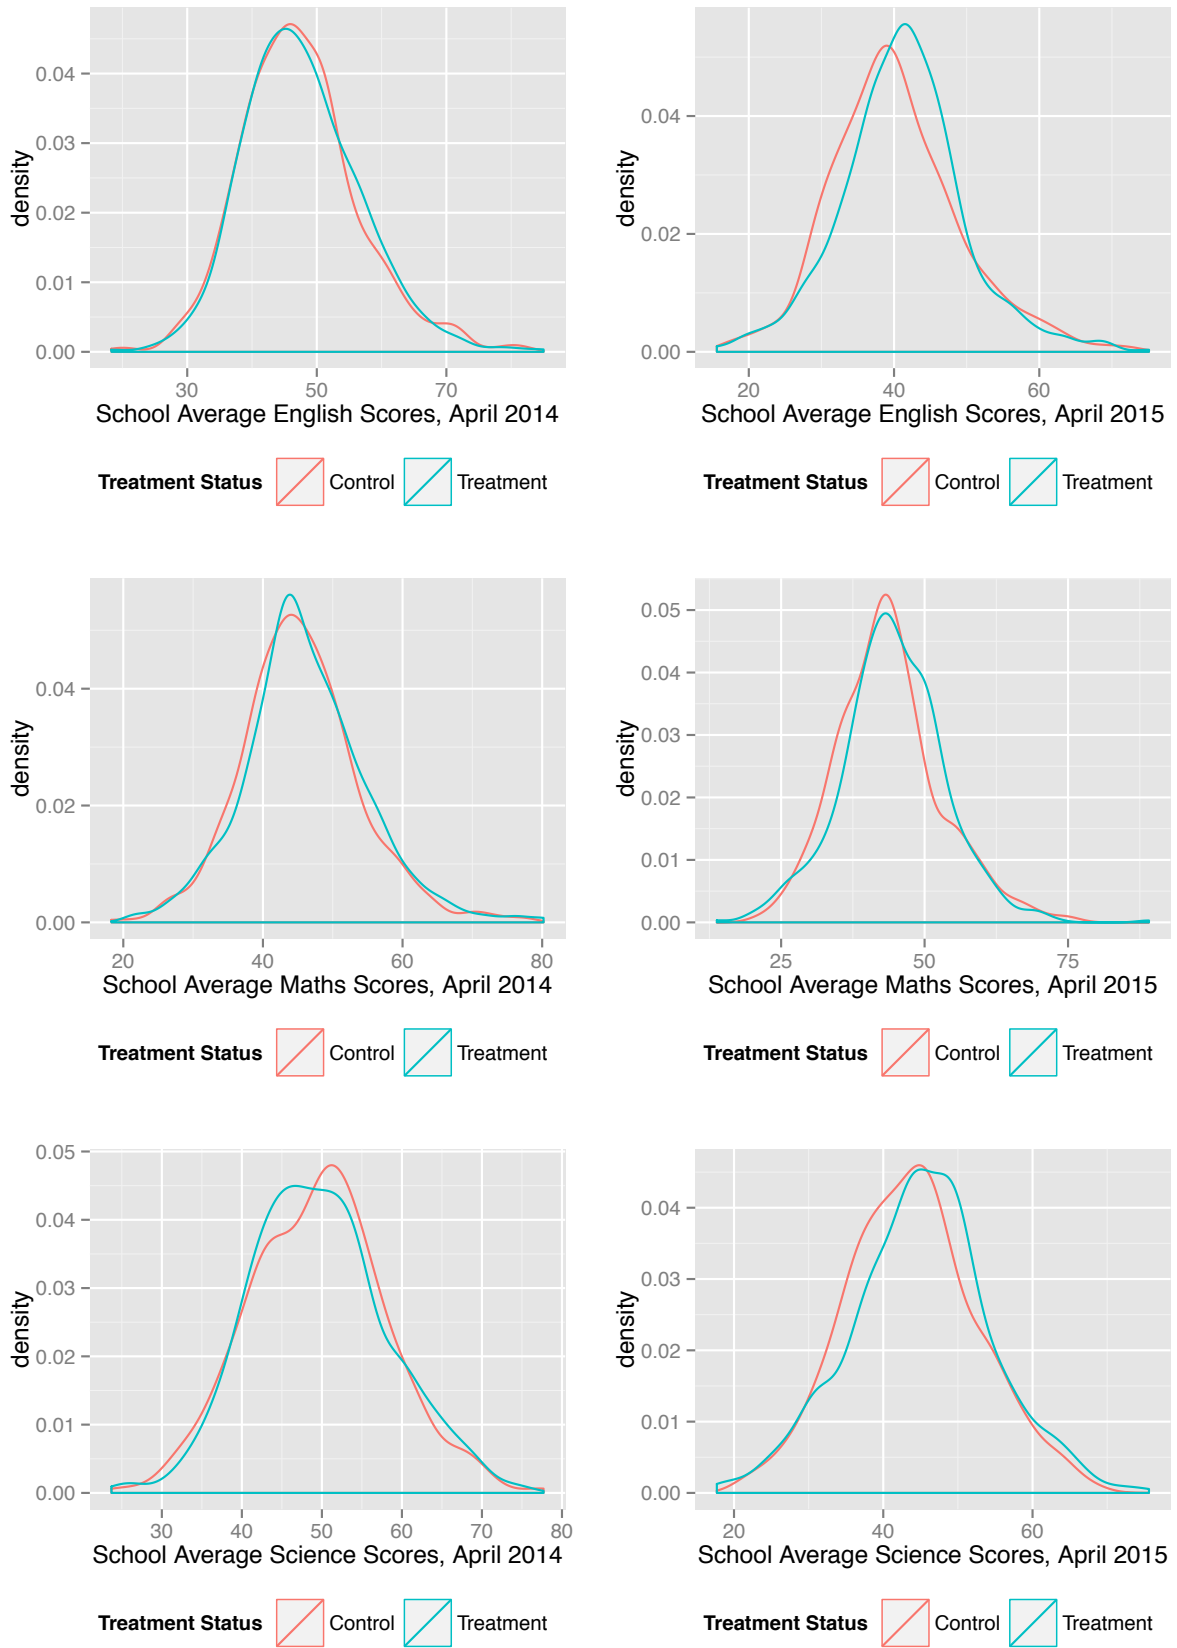 density
0.04
0.03
0.02
0.01
0.00
30 50 70
School Average English Scores, April 2014
Treatment Status Control Treatment
density
0.04
0.02
0.00
20 40 60
School Average English Scores, April 2015
Treatment Status Control Treatment
density
0.04
0.02
0.00
20 40 60 80
School Average Maths Scores, April 2014
Treatment Status Control Treatment
density
0.05
0.04
0.03
0.02
0.01
0.00
25 50 75
School Average Maths Scores, April 2015
Treatment Status Control Treatment
density
0.05
0.04
0.03
0.02
0.01
0.00
30 40 50 60 70 80
School Average Science Scores, April 2014
Treatment Status Control Treatment
density
0.04
0.03
0.02
0.01
0.00
20 40 60
School Average Science Scores, April 2015
Treatment Status Control Treatment